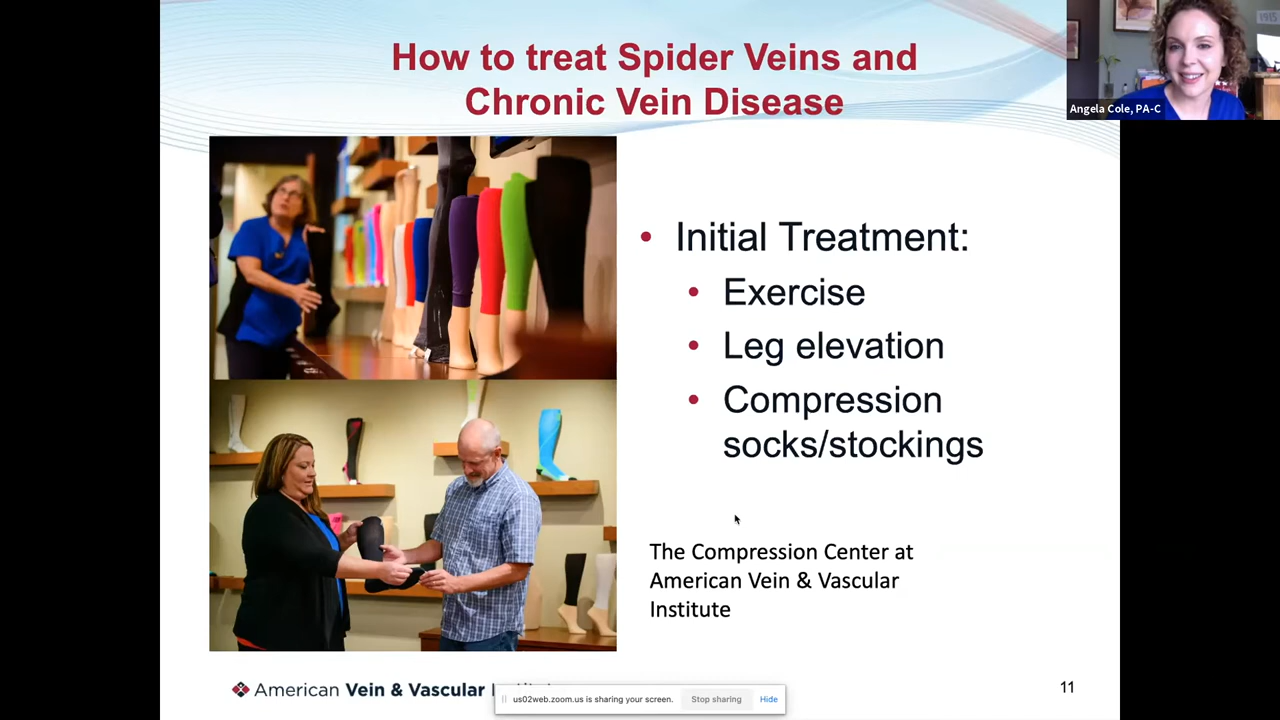 How to treat Spider Veins and
Chronic Vein Disease
Angela Cole, PA-C
• Initial Treatment:
• Exercise
• Leg elevation
• Compression
socks/stockings
The Compression Center at
American Vein & Vascular
Institute
American Vein & Vascular
us02web.zoom.us is sharing your screen.
Stop sharing
Hide
11